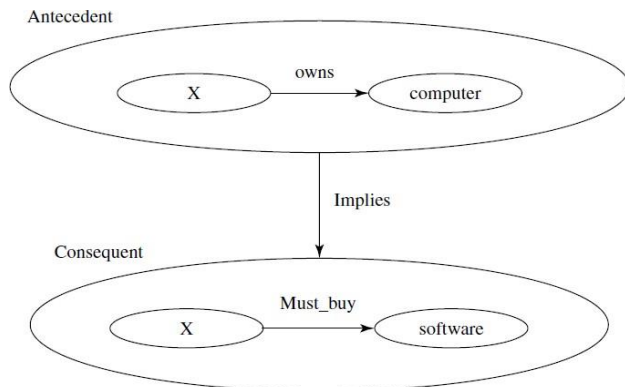 Antecedent
owns
X
computer
Implies
Consequent
Must_buy
X
software